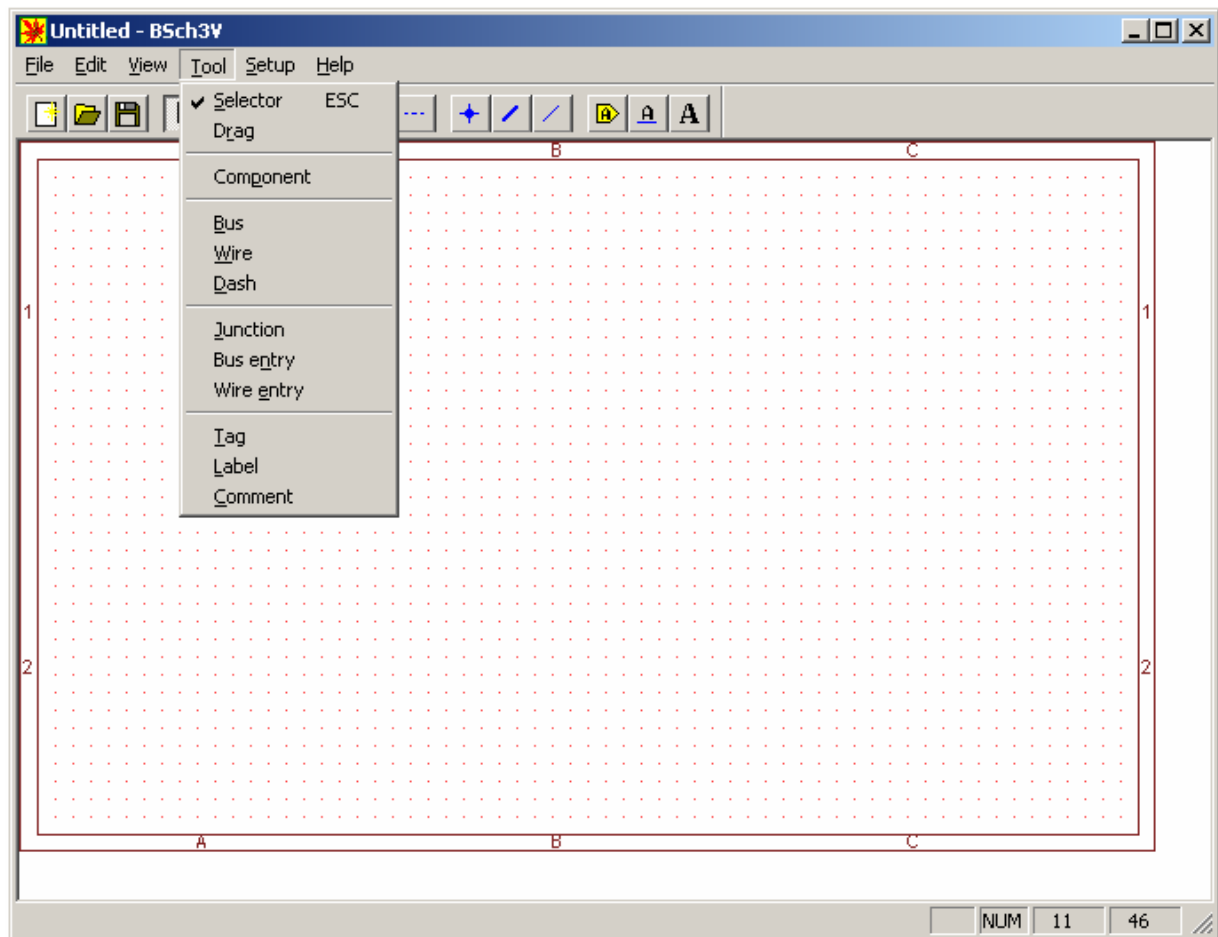 Untitled - BSch3V
File Edit View Tool Setup Help
Selector ESC
Drag
Component
Bus
Wire
Dash
Junction
Bus entry
Wire entry
Tag
Label
Comment
A A A
B C
1 1
2 2
A B C
NUM 11 46